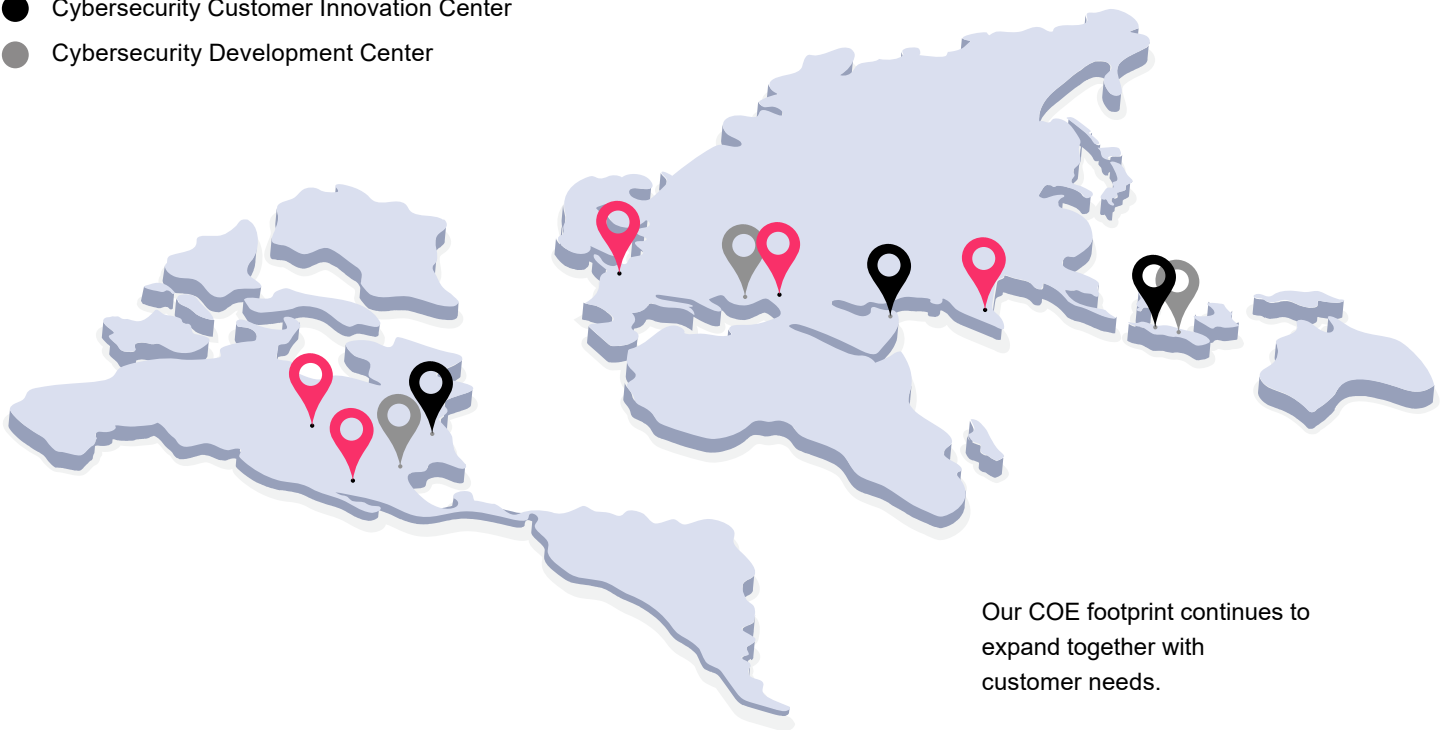 Cybersecurity Customer Innovation Center
Cybersecurity Development Center
Our COE footprint continues to
expand together with
customer needs.